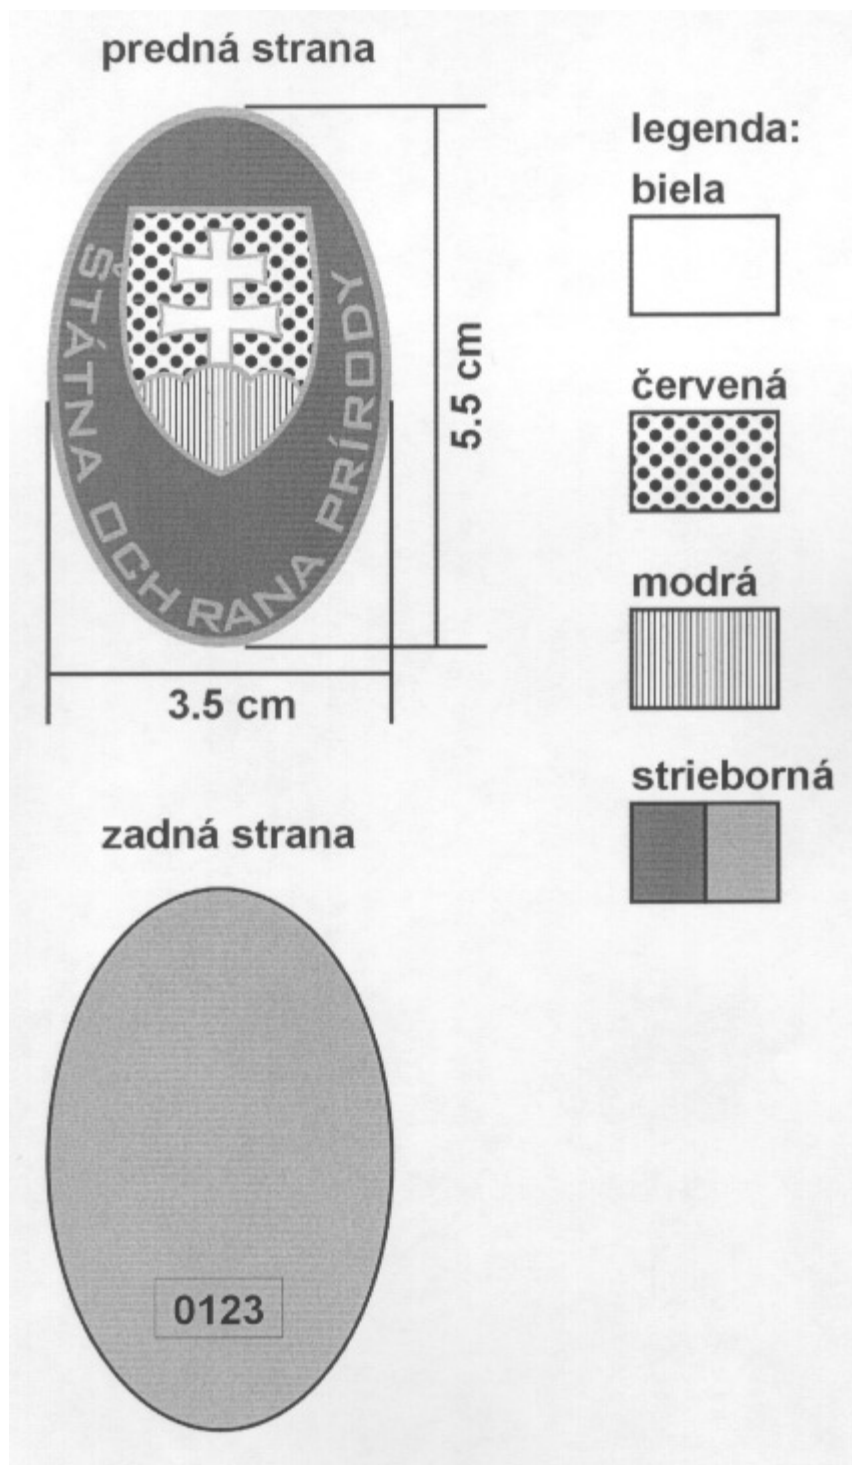 predná strana
ŠTÁTNA OCHRANA PRÍRODY
5.5 cm
3.5 cm
legenda:
biela
červená
modrá
strieborná
zadná strana
0123